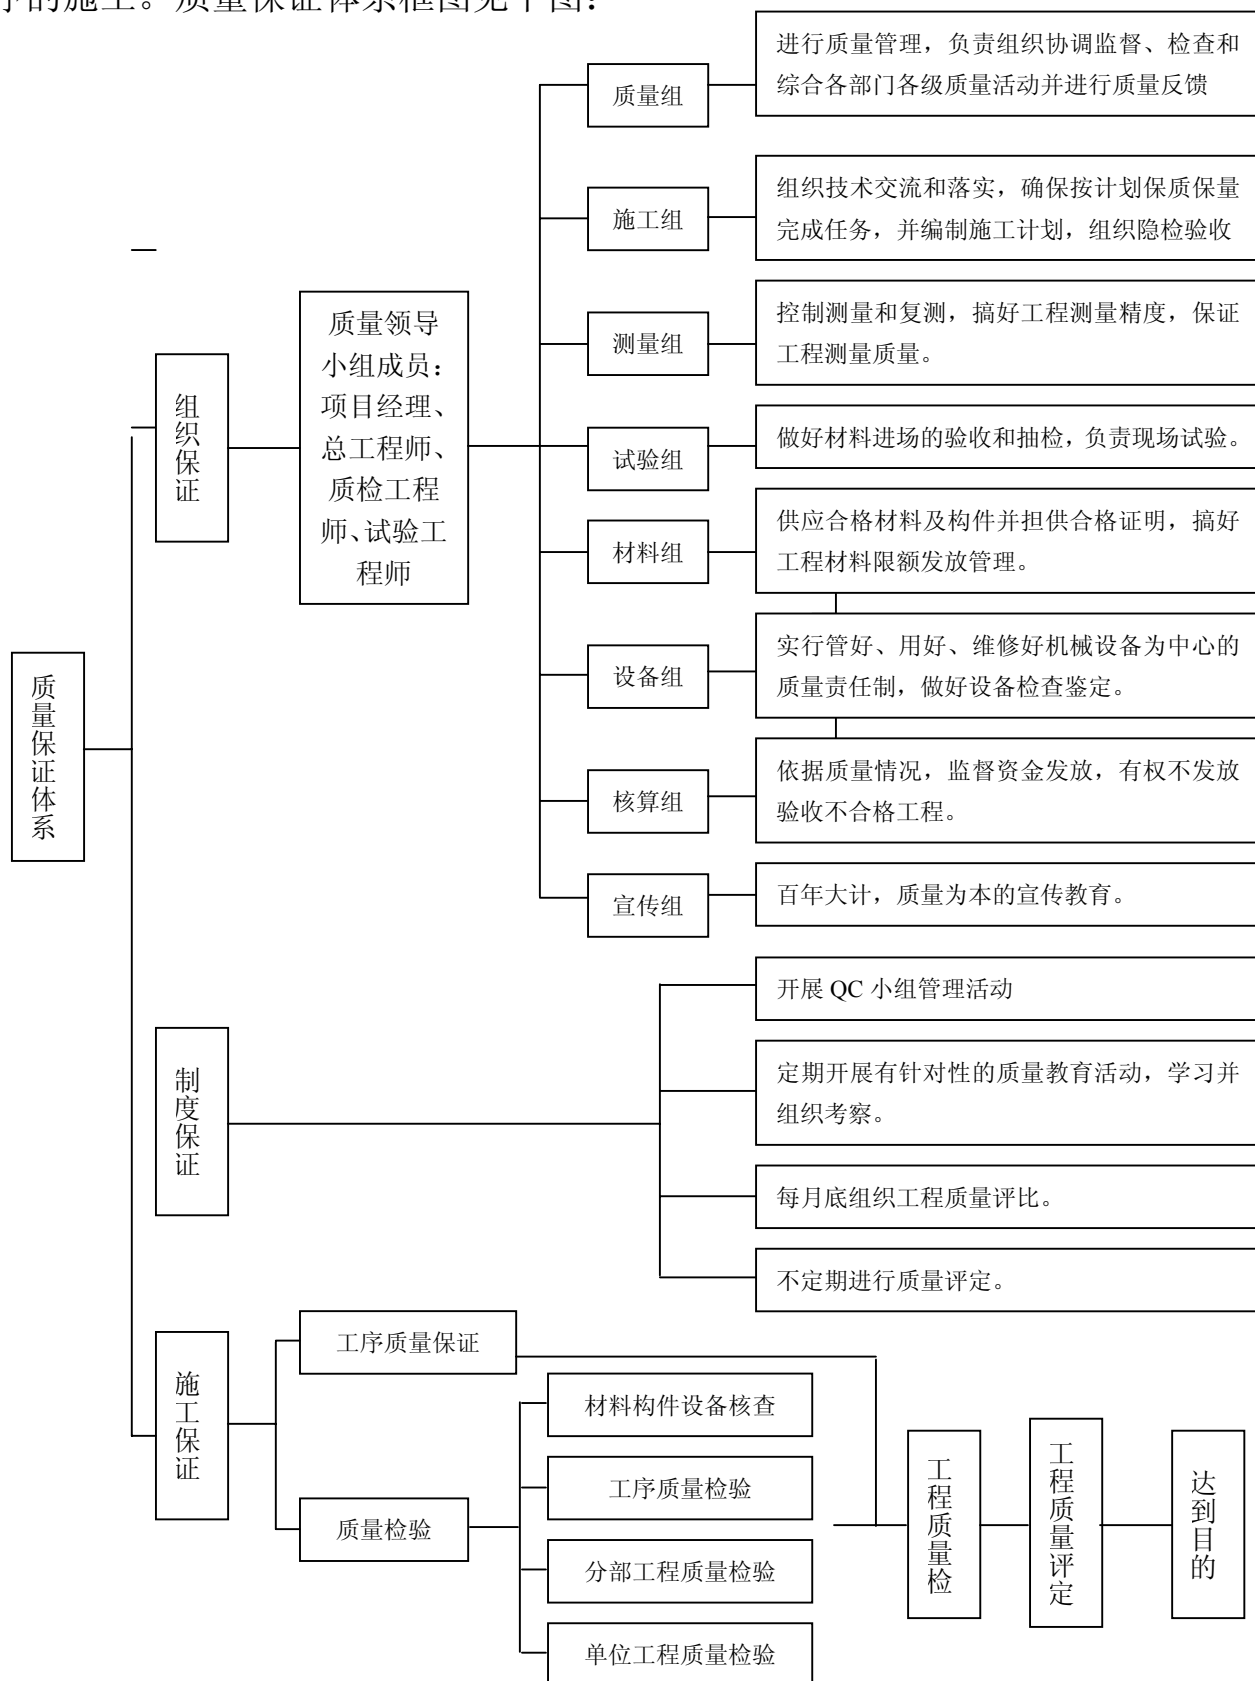 序的施工。质量保证体系框图见下图：
质量保证体系
组织保证
质量领导
小组成员：
项目经理、
总工程师、
质检工程
师、试验工
程师
质量组
进行质量管理，负责组织协调监督、检查和
综合各部门各级质量活动并进行质量反馈
施工组
组织技术交流和落实，确保按计划保质保量
完成任务，并编制施工计划，组织隐检验收
测量组
控制测量和复测，搞好工程测量精度，保证
工程测量质量。
试验组
做好材料进场的验收和抽检，负责现场试验。
材料组
供应合格材料及构件并担供合格证明，搞好
工程材料限额发放管理。
设备组
实行管好、用好、维修好机械设备为中心的
质量责任制，做好设备检查鉴定。
核算组
依据质量情况，监督资金发放，有权不发放
验收不合格工程。
宣传组
百年大计，质量为本的宣传教育。
制度保证
开展 QC 小组管理活动
定期开展有针对性的质量教育活动，学习并
组织考察。
每月底组织工程质量评比。
不定期进行质量评定。
施工保证
工序质量保证
质量检验
材料构件设备核查
工序质量检验
分部工程质量检验
单位工程质量检验
工程质量检
工程质量评定
达到目的